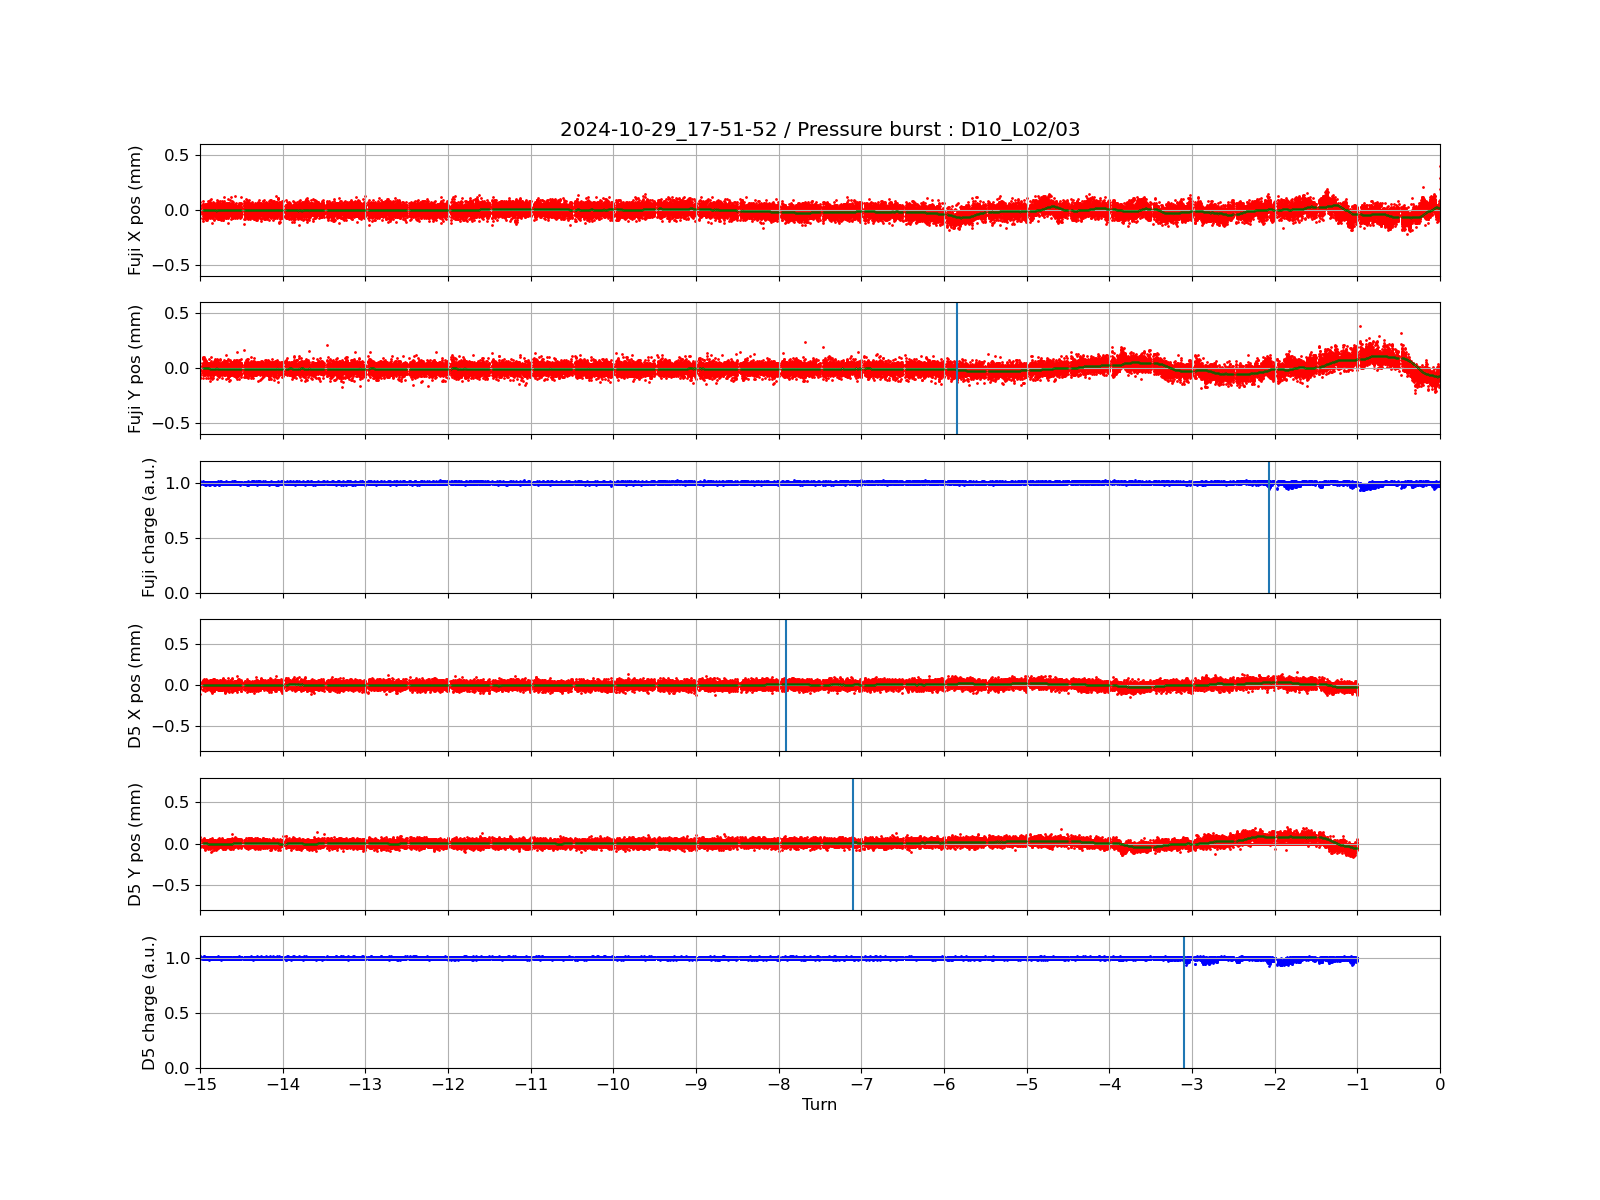 2024-10-29_17-51-52 / Pressure burst : D10_L02/03
Fuji X pos (mm)
0.5
0.0
−0.5
Fuji Y pos (mm)
0.5
0.0
−0.5
Fuji charge (a.u.)
1.0
0.5
0.0
D5 X pos (mm)
0.5
0.0
−0.5
D5 Y pos (mm)
0.5
0.0
−0.5
D5 charge (a.u.)
1.0
0.5
0.0
−15 −14 −13 −12 −11 −10 −9 −8 −7 −6 −5 −4 −3 −2 −1 0
Turn